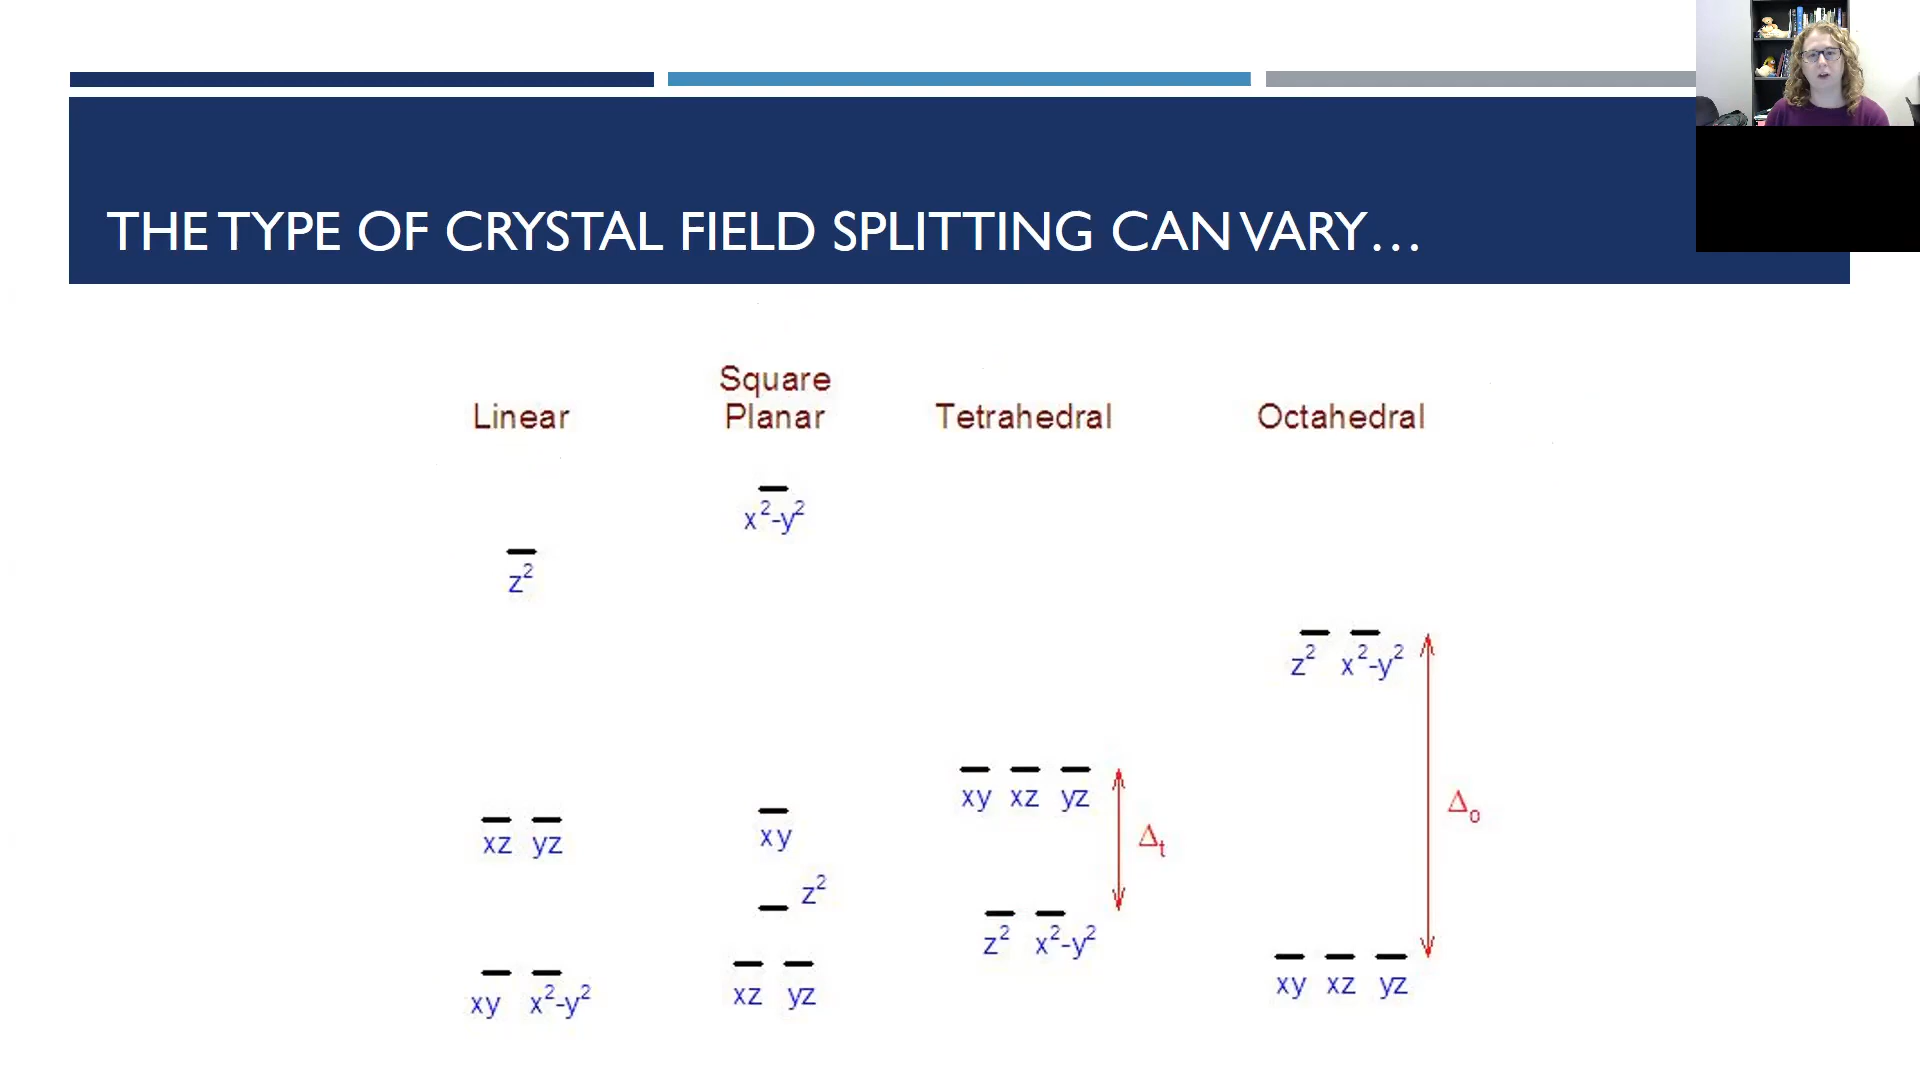 THE TYPE OF CRYSTAL FIELD SPLITTING CAN VARY...
Linear
Square
Planar
Tetrahedral
Octahedral
x²-y²
z²
z² x²-y²
xy xz yz
Δₜ
Δₒ
xz yz
xy
z²
z² x²-y²
xy x²-y²
xz yz
xy xz yz